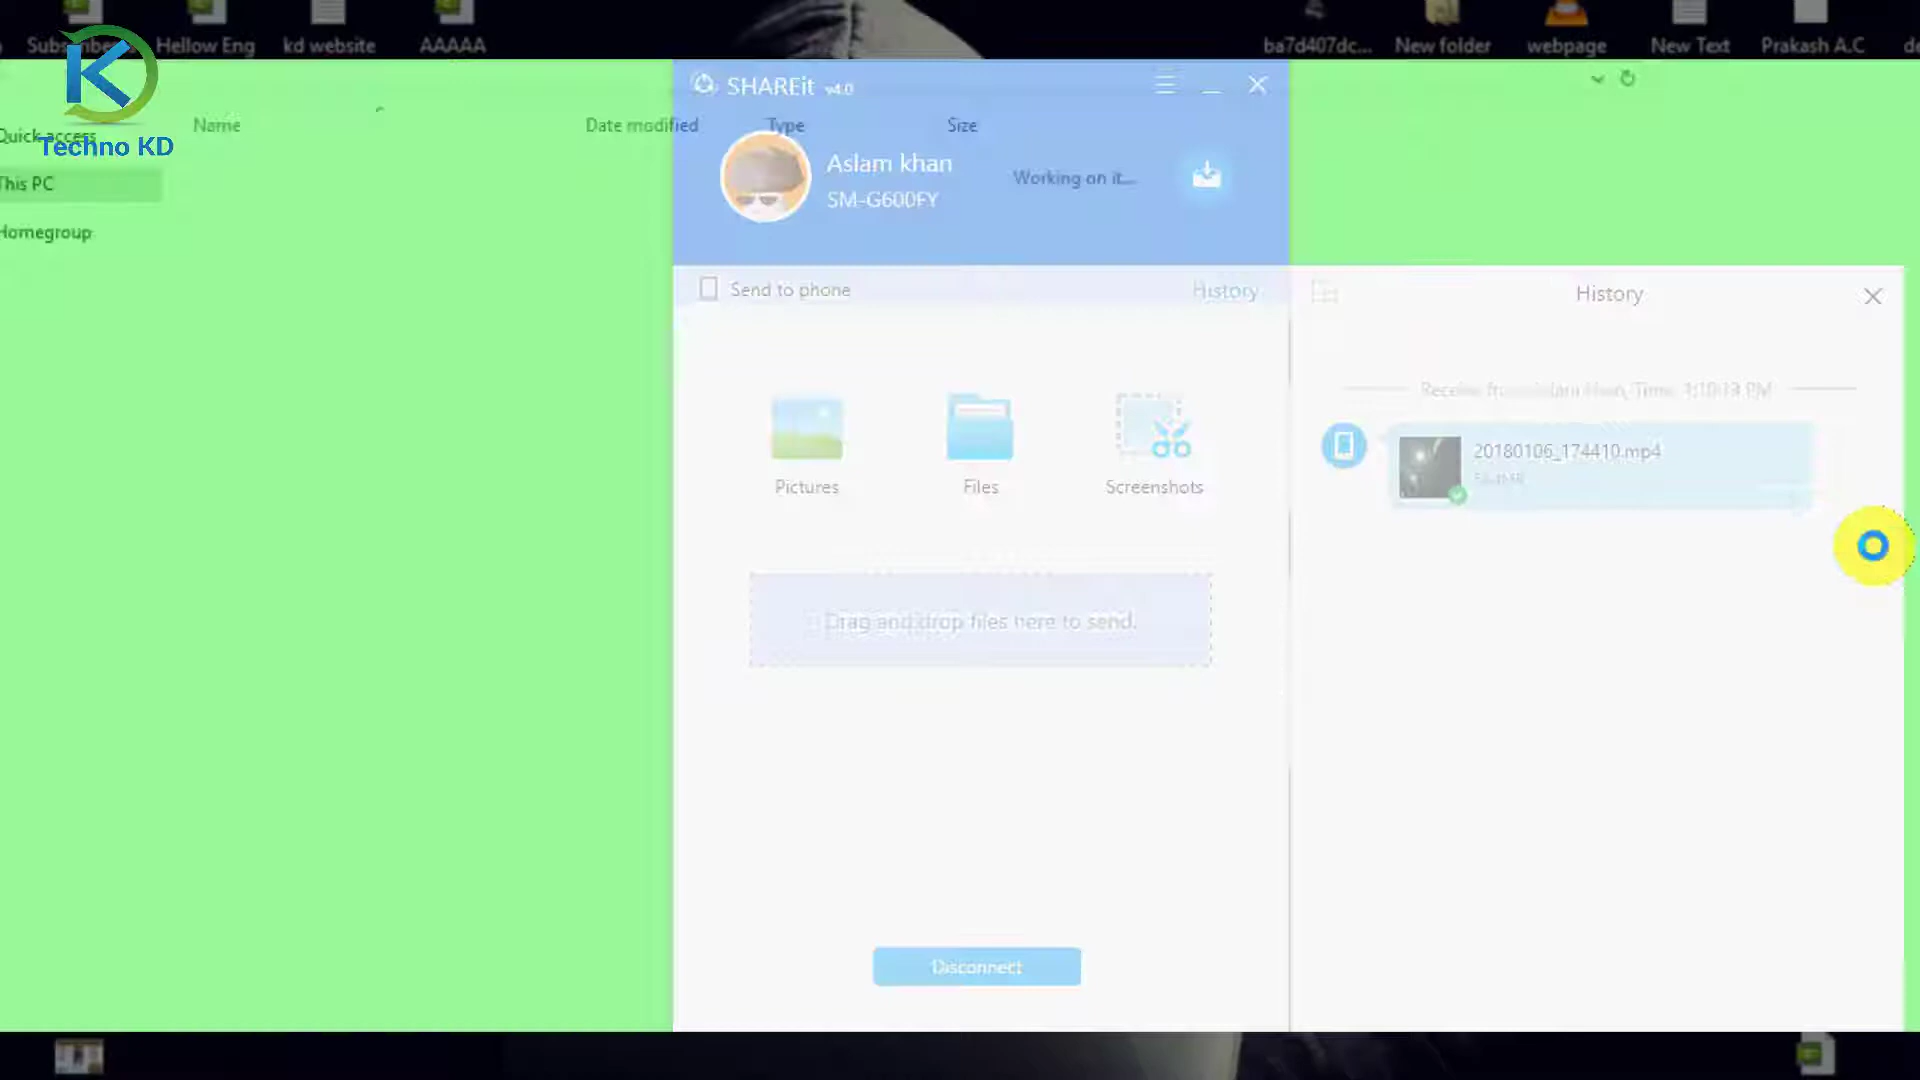 Hellow Eng
kd website
AAAAA
ba7d407dc...
New folder
webpage
New Text
Prakash A.C
Techno KD
Quick access
This PC
Homegroup
Name
Date modified
Type
Size
SHAREit v4.0
Aslam khan
SM-G600FY
Working on it...
Send to phone
History
Pictures
Files
Screenshots
Drag and drop files here to send.
Disconnect
History
20180106_174410.mp4